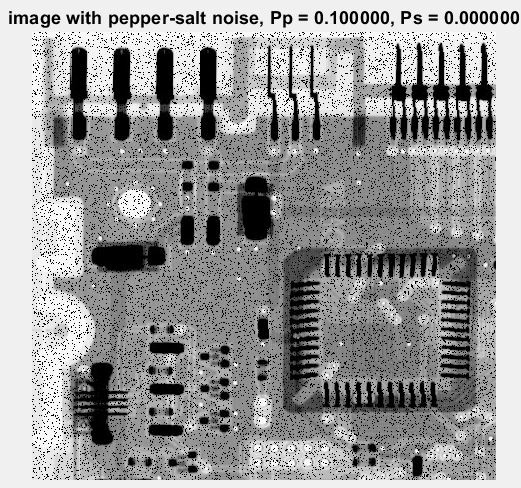 image with pepper-salt noise, Pp = 0.100000, Ps = 0.000000